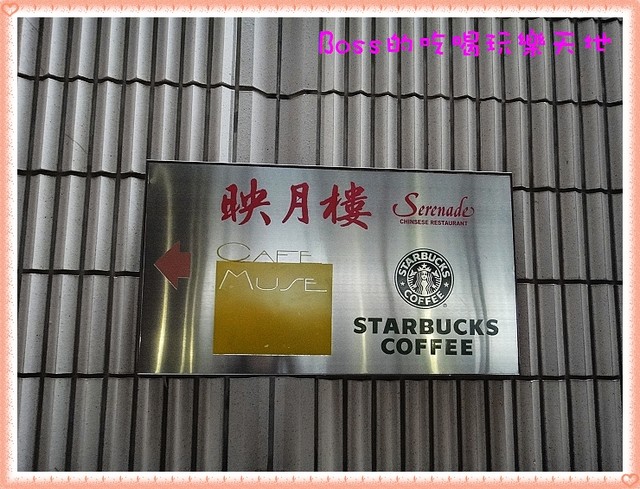 Boss的吃喝玩樂天地
映月樓
Serenade
CHINSESE RESTAURANT
CAFE
MUSE
STARBUCKS
COFFEE
STARBUCKS
COFFEE